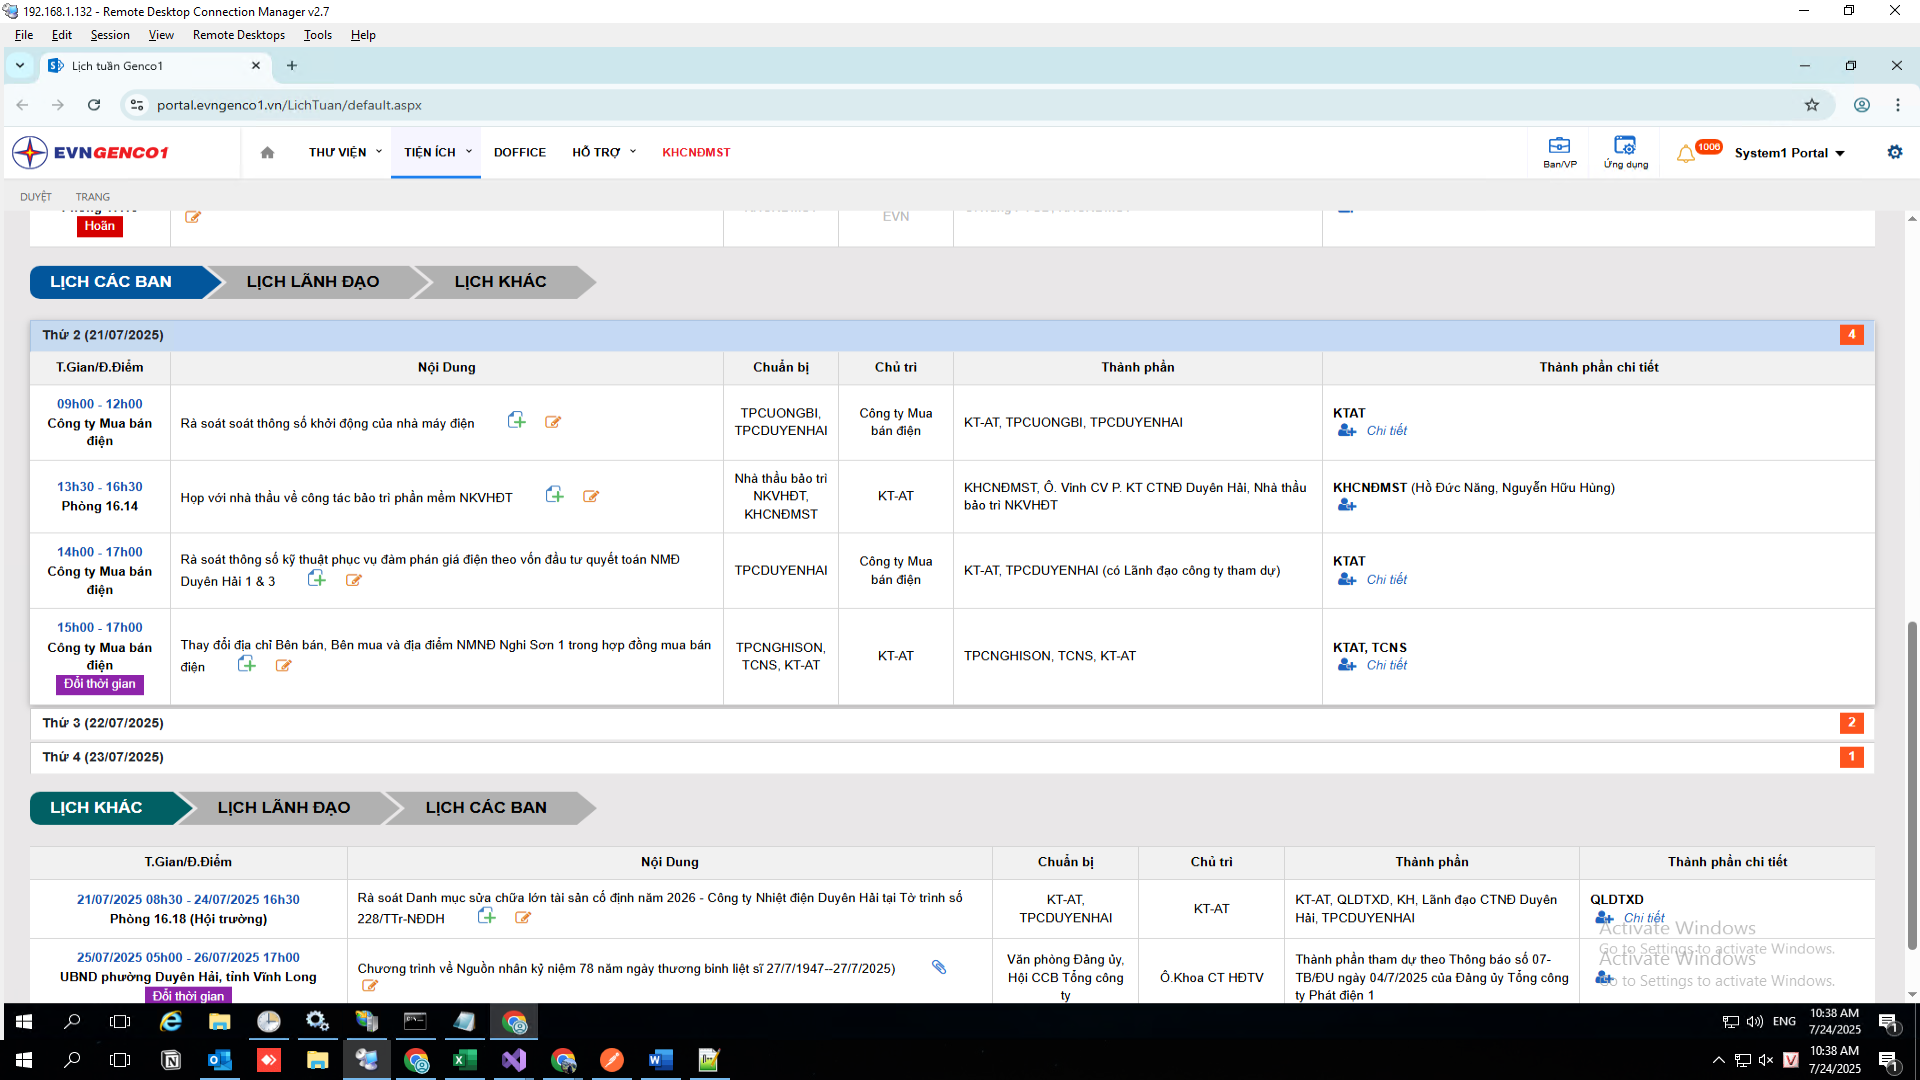 192.168.1.132 - Remote Desktop Connection Manager v2.7
File Edit Session View Remote Desktops Tools Help
Lịch tuần Genco1
portal.evngenco1.vn/LichTuan/default.aspx
EVNGENCO1
THƯ VIỆN TIỆN ÍCH DOFFICE HỖ TRỢ KHCNĐMST
Ban/VP
Ứng dụng
1006
System1 Portal
DUYỆT TRANG
EVN
Hoãn
LỊCH CÁC BAN LỊCH LÃNH ĐẠO LỊCH KHÁC
Thứ 2 (21/07/2025) 4
T.Gian/Đ.Điểm Nội Dung Chuẩn bị Chủ trì Thành phần Thành phần chi tiết
09h00 - 12h00
Công ty Mua bán
điện
Rà soát soát thông số khởi động của nhà máy điện
TPCUONGBI,
TPCDUYENHAI
Công ty Mua
bán điện
KT-AT, TPCUONGBI, TPCDUYENHAI
KTAT
Chi tiết
13h30 - 16h30
Phòng 16.14
Họp với nhà thầu về công tác bảo trì phần mềm NKVHĐT
Nhà thầu bảo trì
NKVHĐT,
KHCNĐMST
KT-AT
KHCNĐMST, Ô. Vinh CV P. KT CTNĐ Duyên Hải, Nhà thầu
bảo trì NKVHĐT
KHCNĐMST (Hồ Đức Năng, Nguyễn Hữu Hùng)
14h00 - 17h00
Công ty Mua bán
điện
Rà soát thông số kỹ thuật phục vụ đàm phán giá điện theo vốn đầu tư quyết toán NMĐ
Duyên Hải 1 & 3
TPCDUYENHAI
Công ty Mua
bán điện
KT-AT, TPCDUYENHAI (có Lãnh đạo công ty tham dự)
KTAT
Chi tiết
15h00 - 17h00
Công ty Mua bán
điện
Đổi thời gian
Thay đổi địa chỉ Bên bán, Bên mua và địa điểm NMNĐ Nghi Sơn 1 trong hợp đồng mua bán
điện
TPCNGHISON,
TCNS, KT-AT
KT-AT
TPCNGHISON, TCNS, KT-AT
KTAT, TCNS
Chi tiết
Thứ 3 (22/07/2025) 2
Thứ 4 (23/07/2025) 1
LỊCH KHÁC LỊCH LÃNH ĐẠO LỊCH CÁC BAN
T.Gian/Đ.Điểm Nội Dung Chuẩn bị Chủ trì Thành phần Thành phần chi tiết
21/07/2025 08h30 - 24/07/2025 16h30
Phòng 16.18 (Hội trường)
Rà soát Danh mục sửa chữa lớn tài sản cố định năm 2026 - Công ty Nhiệt điện Duyên Hải tại Tờ trình số
228/TTr-NĐDH
KT-AT,
TPCDUYENHAI
KT-AT
KT-AT, QLDTXD, KH, Lãnh đạo CTNĐ Duyên
Hải, TPCDUYENHAI
QLDTXD
Chi tiết
25/07/2025 05h00 - 26/07/2025 17h00
UBND phường Duyên Hải, tỉnh Vĩnh Long
Đổi thời gian
Chương trình về Nguồn nhân kỷ niệm 78 năm ngày thương binh liệt sĩ 27/7/1947--27/7/2025)
Văn phòng Đảng ủy,
Hội CCB Tổng công
ty
Ô.Khoa CT HĐTV
Thành phần tham dự theo Thông báo số 07-
TB/ĐU ngày 04/7/2025 của Đảng ủy Tổng công
ty Phát điện 1
Activate Windows
Go to Settings to activate Windows.
Activate Windows
Go to Settings to activate Windows.
ENG
10:38 AM
7/24/2025
1
10:38 AM
7/24/2025
1